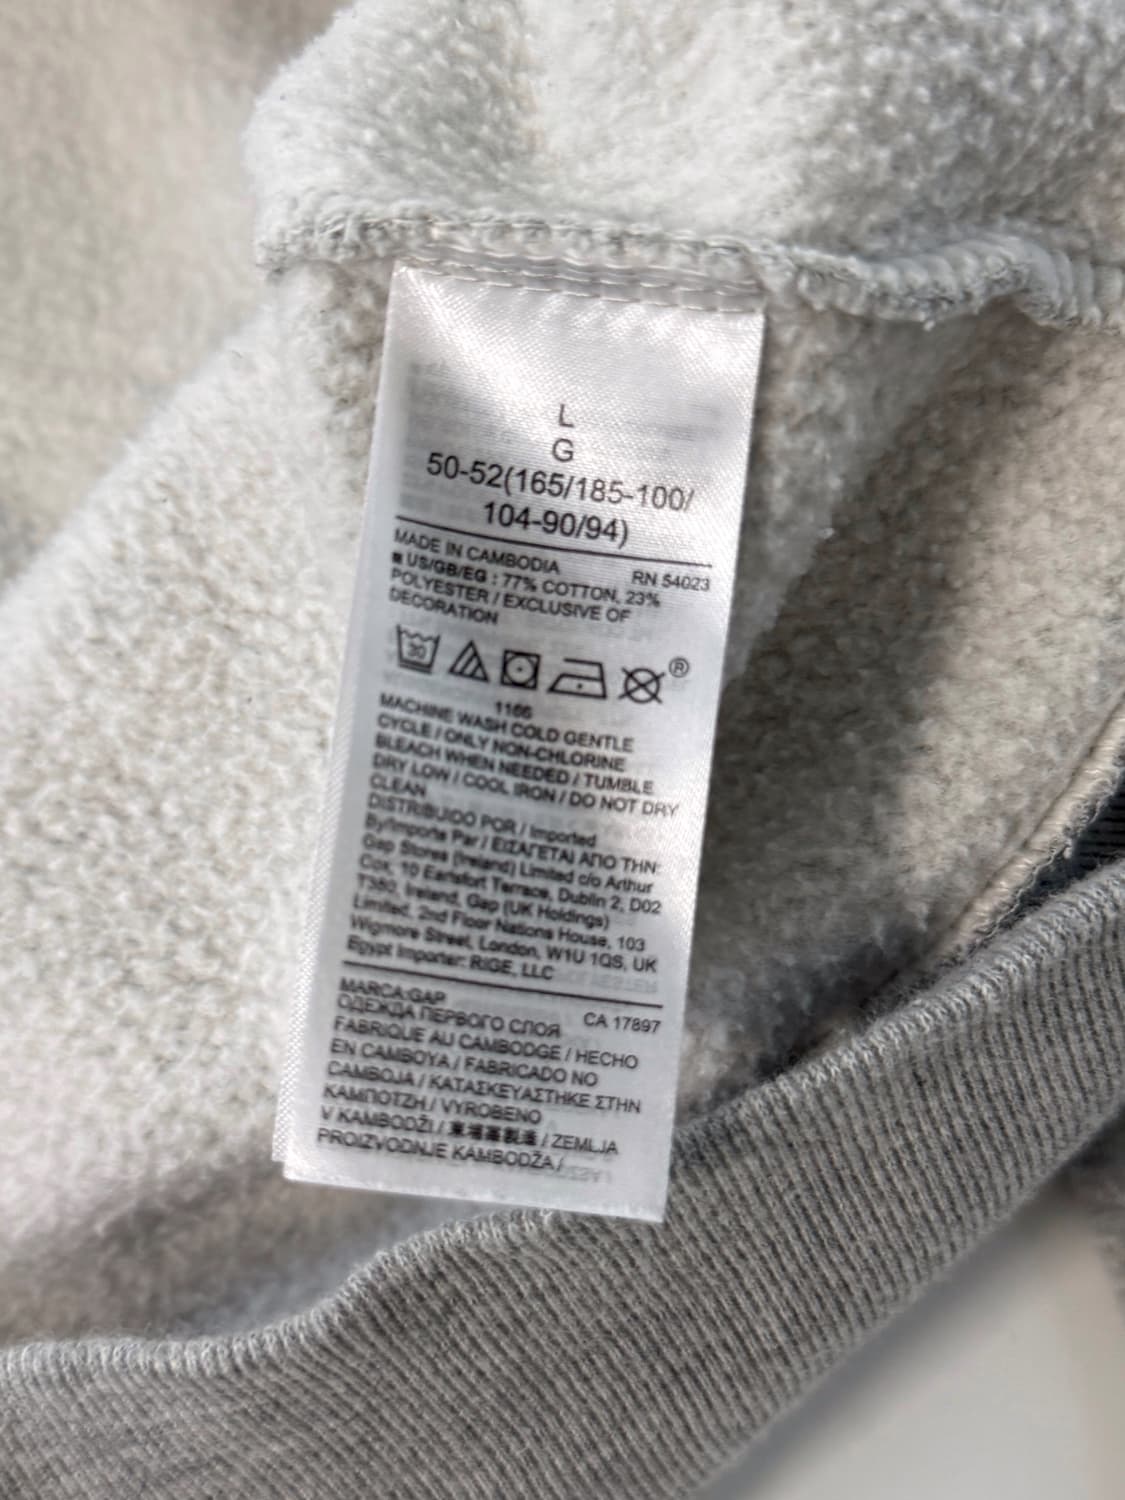 L
G
50-52(165/185-100/
104-90/94)
MADE IN CAMBODIA RN 54023
■ US/GB/EG : 77% COTTON, 23%
POLYESTER / EXCLUSIVE OF
DECORATION
30
®
1166
MACHINE WASH COLD GENTLE
CYCLE / ONLY NON-CHLORINE
BLEACH WHEN NEEDED / TUMBLE
DRY LOW / COOL IRON / DO NOT DRY
CLEAN
DISTRIBUIDO POR / Imported
By/Importe Par / ΕΙΣΑΓΕΤΑΙ ΑΠΟ ΤΗΝ:
Gap Stores (Ireland) Limited c/o Arthur
Cox, 10 Earlsfort Terrace, Dublin 2, D02
T380, Ireland, Gap (UK Holdings)
Limited, 2nd Floor Nations House, 103
Wigmore Street, London, W1U 1QS, UK
Egypt Importer: RIGE, LLC
MARCA:GAP CA 17897
ОДЕЖДА ПЕРВОГО СЛОЯ
FABRIQUE AU CAMBODGE / HECHO
EN CAMBOYA / FABRICADO NO
CAMBOJA / ΚΑΤΑΣΚΕΥΑΣΤΗΚΕ ΣΤΗΝ
ΚΑΜΠΟΤΖΗ / VYROBENO
V KAMBODŽI / 柬埔寨製造 / ZEMLJA
PROIZVODNJE KAMBODŽA /